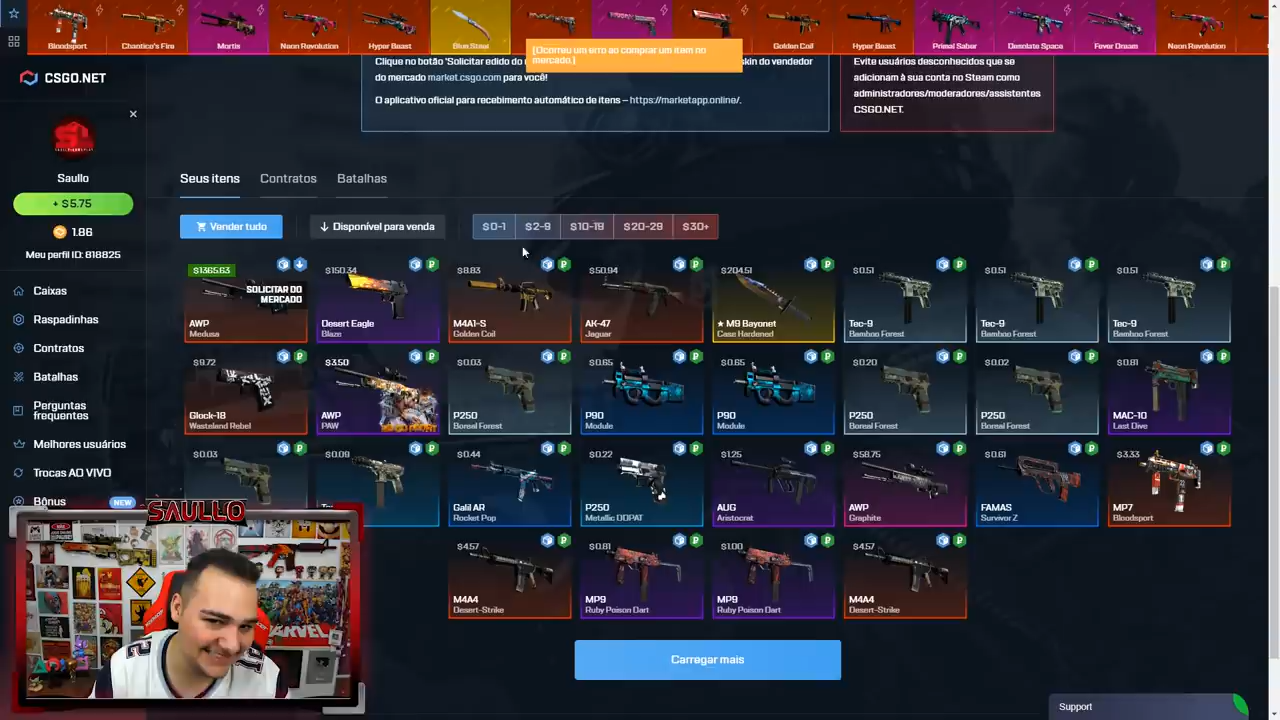 Bloodsport
Chantico's Fire
Mortis
Neon Revolution
Hyper Beast
Blue Steel
Golden Coil
Hyper Beast
Primal Saber
Desolate Space
Fever Dream
Neon Revolution
(Ocorreu um erro ao comprar um item no
mercado.)
CSGO.NET
Clique no botão 'Solicitar
skin do vendedor
do mercado market.csgo.com para você!
O aplicativo oficial para recebimento automático de itens – https://marketapp.online/.
Evite usuários desconhecidos que se
adicionam à sua conta no Steam como
administradores/moderadores/assistentes
CSGO.NET.
Saullo
+ $5.75
1.86
Meu perfil ID: 818825
Caixas
Raspadinhas
Contratos
Batalhas
Perguntas
frequentes
Melhores usuários
Trocas AO VIVO
Bônus NEW
Seus itens Contratos Batalhas
Vender tudo
Disponível para venda
$0-1 $2-9 $10-19 $20-29 $30+
$1365.63
SOLICITAR DO
MERCADO
AWP
Medusa
$150.34
Desert Eagle
Blaze
$8.83
M4A1-S
Golden Coil
$50.94
AK-47
Jaguar
$204.51
★ M9 Bayonet
Case Hardened
$0.51
Tec-9
Bamboo Forest
$0.51
Tec-9
Bamboo Forest
$0.51
Tec-9
Bamboo Forest
$9.72
Glock-18
Wasteland Rebel
$3.50
AWP
PAW
$0.03
P250
Boreal Forest
$0.65
P90
Module
$0.65
P90
Module
$0.20
P250
Boreal Forest
$0.02
P250
Boreal Forest
$0.81
MAC-10
Last Dive
$0.03
$0.09
$0.44
Galil AR
Rocket Pop
$0.22
P250
Metallic DDPAT
$1.25
AUG
Aristocrat
$58.75
AWP
Graphite
$0.61
FAMAS
Survivor Z
$3.33
MP7
Bloodsport
$4.57
M4A4
Desert-Strike
$0.81
MP9
Ruby Poison Dart
$1.00
MP9
Ruby Poison Dart
$4.57
M4A4
Desert-Strike
Carregar mais
Support
SAULLO
MARVEL